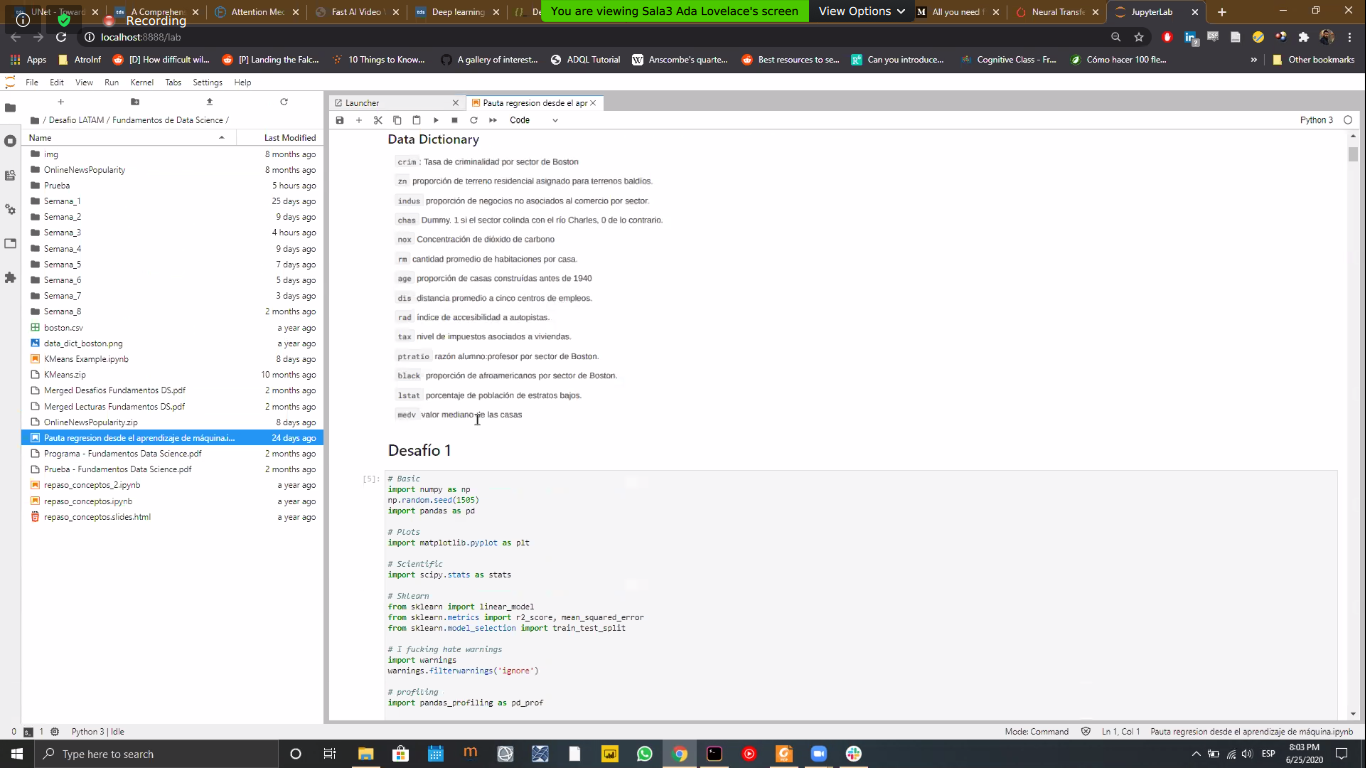 UNet - Towar
A Comprehen
Attention Me
Fast AI Video
Deep learning
De
You are viewing Sala3 Ada Lovelace's screen
View Options
All you need
Neural Transf
JupyterLab
Recording
localhost:8888/lab
Apps
AtroInf
[D] How difficult wil...
[P] Landing the Falc...
10 Things to Know...
A gallery of interest...
ADQL Tutorial
Anscombe's quarte...
Best resources to se...
Can you introduce...
Cognitive Class - Fr...
Cómo hacer 100 fle...
Other bookmarks
File Edit View Run Kernel Tabs Settings Help
Launcher
Pauta regresion desde el apr
Code
Python 3
/ Desafio LATAM / Fundamentos de Data Science /
Name Last Modified
img 8 months ago
OnlineNewsPopularity 8 months ago
Prueba 5 hours ago
Semana_1 25 days ago
Semana_2 9 days ago
Semana_3 4 hours ago
Semana_4 9 days ago
Semana_5 7 days ago
Semana_6 5 days ago
Semana_7 3 days ago
Semana_8 2 months ago
boston.csv a year ago
data_dict_boston.png a year ago
KMeans Example.ipynb 8 days ago
KMeans.zip 10 months ago
Merged Desafios Fundamentos DS.pdf 2 months ago
Merged Lecturas Fundamentos DS.pdf 2 months ago
OnlineNewsPopularity.zip 8 days ago
Pauta regresion desde el aprendizaje de máquina.i... 24 days ago
Programa - Fundamentos Data Science.pdf 2 months ago
Prueba - Fundamentos Data Science.pdf 2 months ago
repaso_conceptos_2.ipynb a year ago
repaso_conceptos.ipynb a year ago
repaso_conceptos.slides.html a year ago
Data Dictionary
crim : Tasa de criminalidad por sector de Boston
zn proporción de terreno residencial asignado para terrenos baldíos.
indus proporción de negocios no asociados al comercio por sector.
chas Dummy. 1 si el sector colinda con el río Charles, 0 de lo contrario.
nox Concentración de dióxido de carbono
rm cantidad promedio de habitaciones por casa.
age proporción de casas construídas antes de 1940
dis distancia promedio a cinco centros de empleos.
rad índice de accesibilidad a autopistas.
tax nivel de impuestos asociados a viviendas.
ptratio razón alumno:profesor por sector de Boston.
black proporción de afroamericanos por sector de Boston.
lstat porcentaje de población de estratos bajos.
medv valor mediano de las casas
Desafío 1
[5]:
# Basic
import numpy as np
np.random.seed(1505)
import pandas as pd
# Plots
import matplotlib.pyplot as plt
# Scientific
import scipy.stats as stats
# Sklearn
from sklearn import linear_model
from sklearn.metrics import r2_score, mean_squared_error
from sklearn.model_selection import train_test_split
# I fucking hate warnings
import warnings
warnings.filterwarnings('ignore')
# profiling
import pandas_profiling as pd_prof
0 1 Python 3 | Idle
Mode: Command
Ln 1, Col 1
Pauta regresion desde el aprendizaje de máquina.ipynb
Type here to search
ESP
8:03 PM
6/25/2020